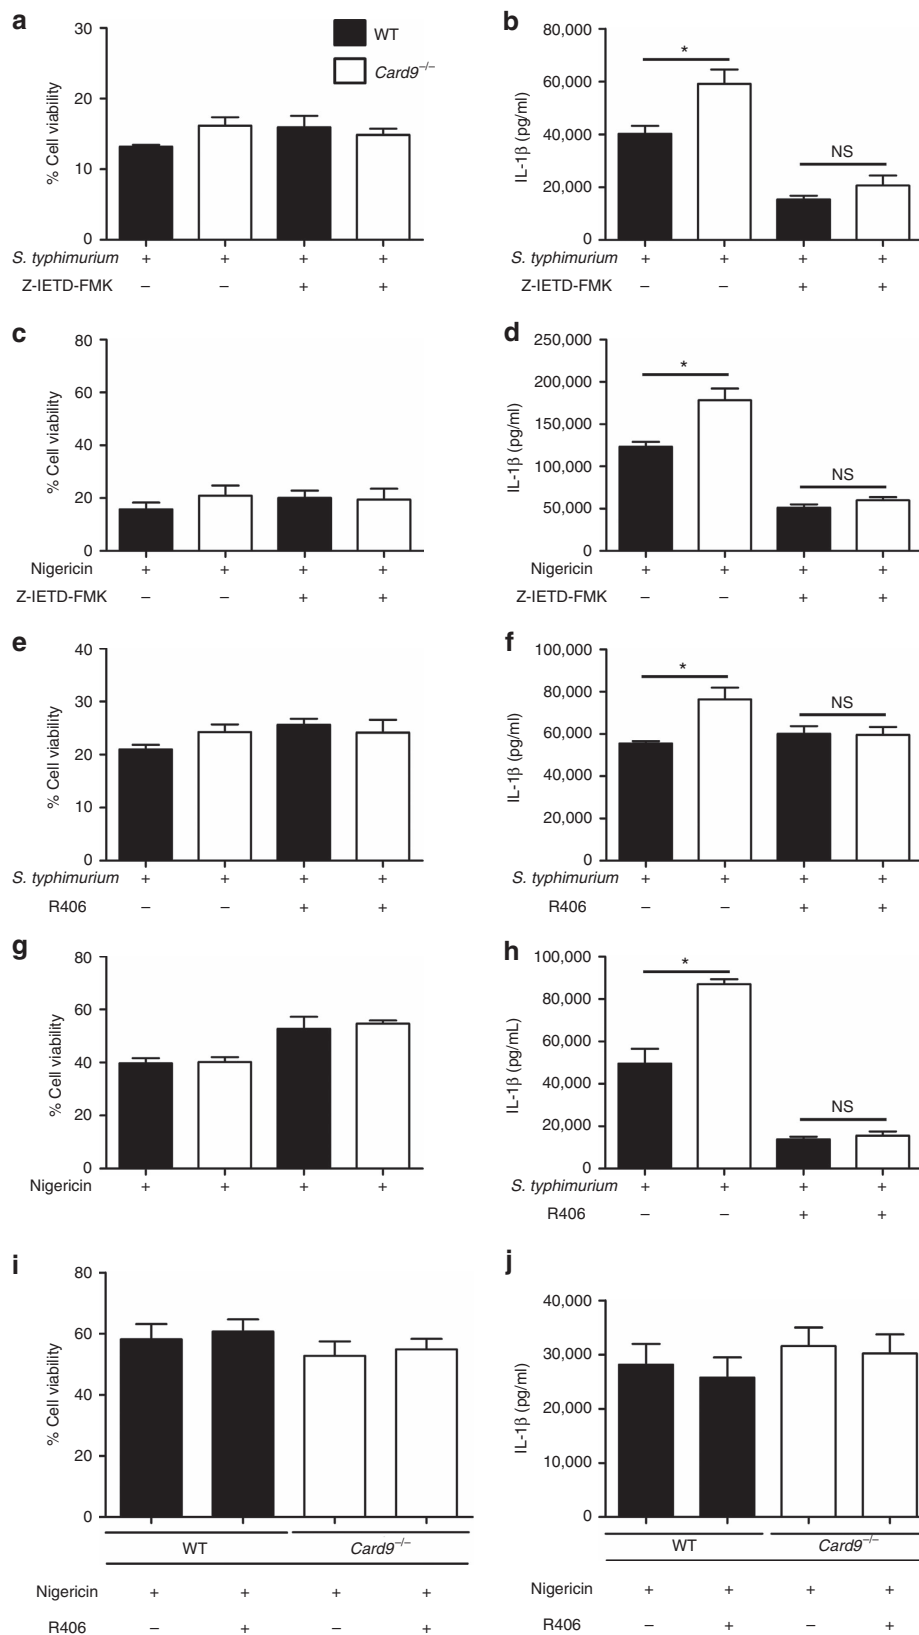 a
30
20
10
0
% Cell viability
WT
Card9–/–
S. typhimurium + + + +
Z-IETD-FMK – – + +
b
80,000
60,000
40,000
20,000
0
IL-1β (pg/ml)
*
NS
S. typhimurium + + + +
Z-IETD-FMK – – + +
c
80
60
40
20
0
% Cell viability
Nigericin + + + +
Z-IETD-FMK – – + +
d
250,000
200,000
150,000
100,000
50,000
0
IL-1β (pg/ml)
*
NS
Nigericin + + + +
Z-IETD-FMK – – + +
e
40
30
20
10
0
% Cell viability
S. typhimurium + + + +
R406 – – + +
f
100,000
80,000
60,000
40,000
20,000
0
IL-1β (pg/ml)
*
NS
S. typhimurium + + + +
R406 – – + +
g
80
60
40
20
0
% Cell viability
Nigericin + + + +
h
100,000
80,000
60,000
40,000
20,000
0
IL-1β (pg/mL)
*
NS
S. typhimurium + + + +
R406 – – + +
i
80
60
40
20
0
% Cell viability
WT Card9–/–
Nigericin + + + +
R406 – + – +
j
40,000
30,000
20,000
10,000
0
IL-1β (pg/ml)
WT Card9–/–
Nigericin + + + +
R406 – + – +